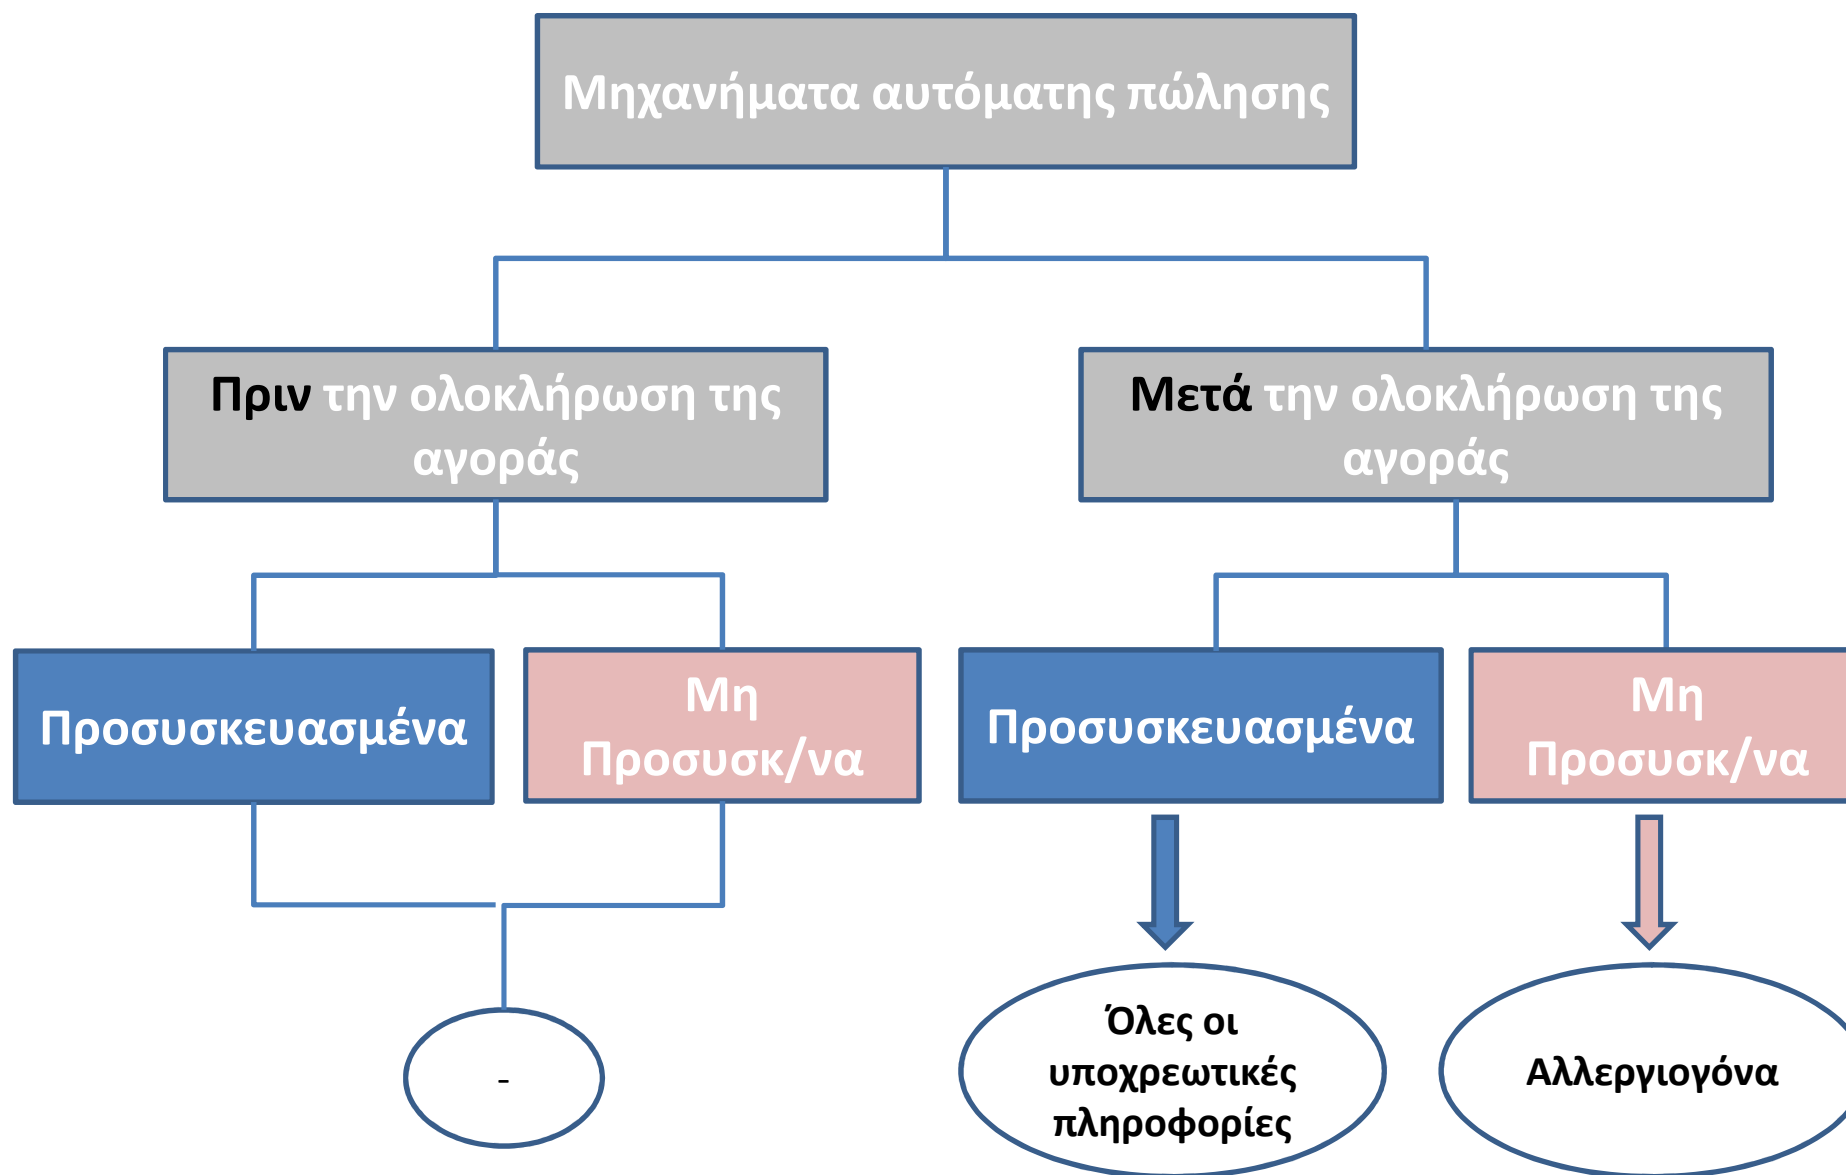 Μηχανήματα αυτόματης πώλησης
Πριν την ολοκλήρωση της
αγοράς
Μετά την ολοκλήρωση της
αγοράς
Προσυσκευασμένα
Μη
Προσυσκ/να
Προσυσκευασμένα
Μη
Προσυσκ/να
-
Όλες οι
υποχρεωτικές
πληροφορίες
Αλλεργιογόνα